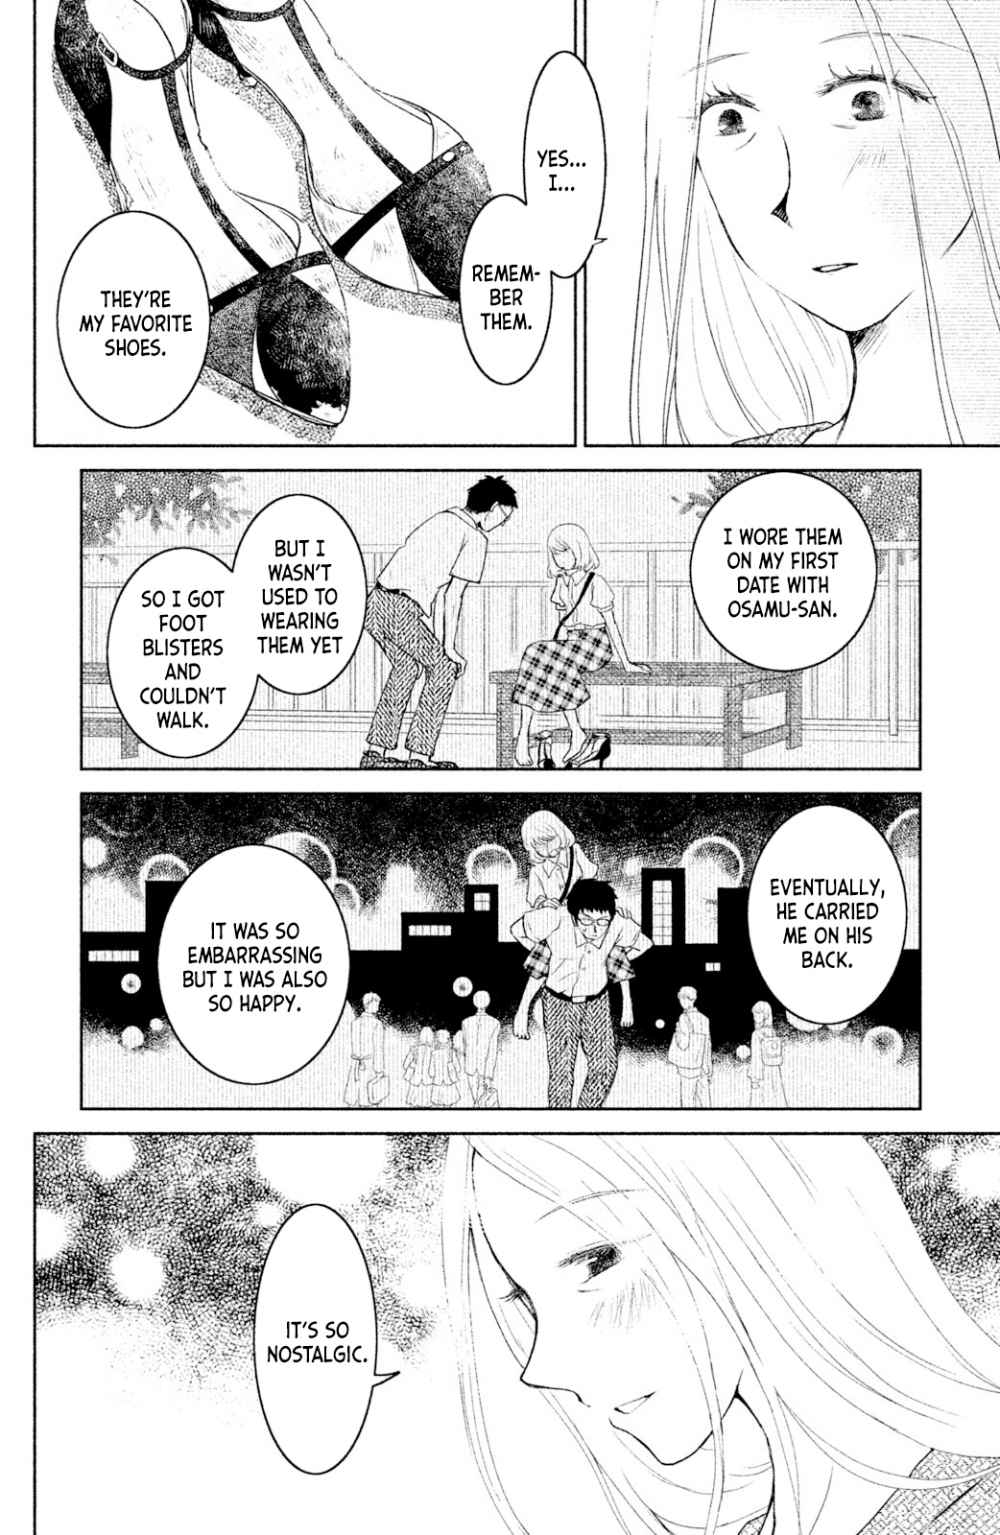 YES...
I...
REMEM-
BER
THEM.
THEY'RE
MY FAVORITE
SHOES.
I WORE THEM
ON MY FIRST
DATE WITH
OSAMU-SAN.
BUT I
WASN'T
USED TO
WEARING
THEM YET
SO I GOT
FOOT
BLISTERS
AND
COULDN'T
WALK.
EVENTUALLY,
HE CARRIED
ME ON HIS
BACK.
IT WAS SO
EMBARRASSING
BUT I WAS ALSO
SO HAPPY.
IT'S SO
NOSTALGIC.